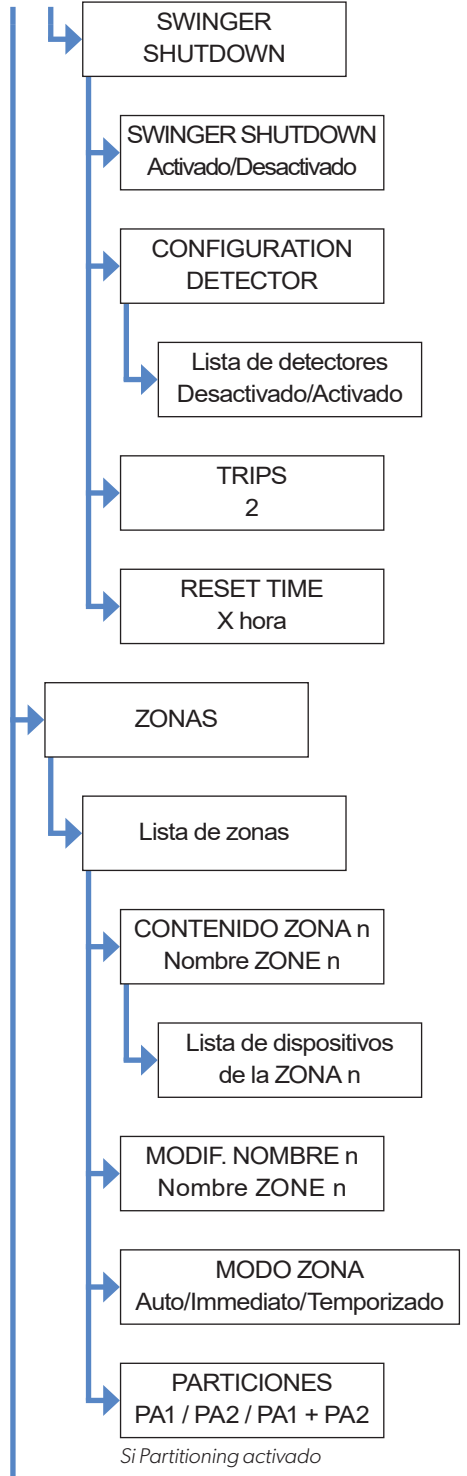 SWINGER
SHUTDOWN
SWINGER SHUTDOWN
Activado/Desactivado
CONFIGURATION
DETECTOR
Lista de detectores
Desactivado/Activado
TRIPS
2
RESET TIME
X hora
ZONAS
Lista de zonas
CONTENIDO ZONA n
Nombre ZONE n
Lista de dispositivos
de la ZONA n
MODIF. NOMBRE n
Nombre ZONE n
MODO ZONA
Auto/Immediato/Temporizado
PARTICIONES
PA1 / PA2 / PA1 + PA2
Si Partitioning activado